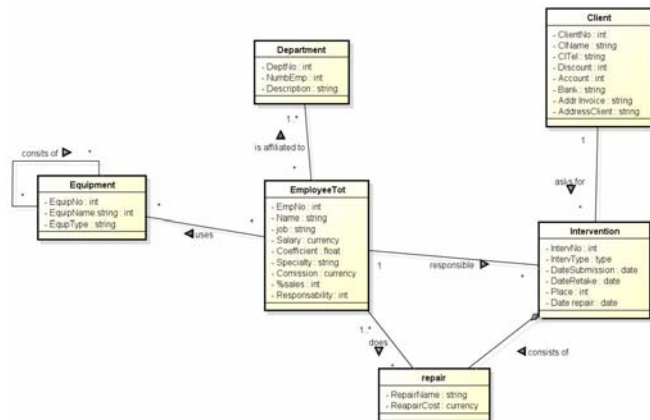 Client
- ClientNo : int
- ClName : string
- ClTel : string
- Discount : int
- Account : int
- Bank : string
- Addr Invoice : string
- AddressClient : string
Department
- DeptNo : int
- NumbEmp : int
- Description : string
1..*
is affiliated to
*
1
asks for
*
consits of
*
*
Equipment
- EquipNo : int
- EquipName string : int
- EqupType : string
*
uses
*
EmployeeTot
- EmpNo : int
- Name : string
- job : string
- Salary : currency
- Coefficient : float
- Specialty : string
- Comission : currency
- %sales : int
- Responsability : int
1
responsible
*
Intervention
- IntervNo : int
- IntervType : type
- DateSubmission : date
- DateRetake : date
- Place : int
- Date repair : date
1..*
does
*
consists of
repair
- RepairName : string
- ReapairCost : currency